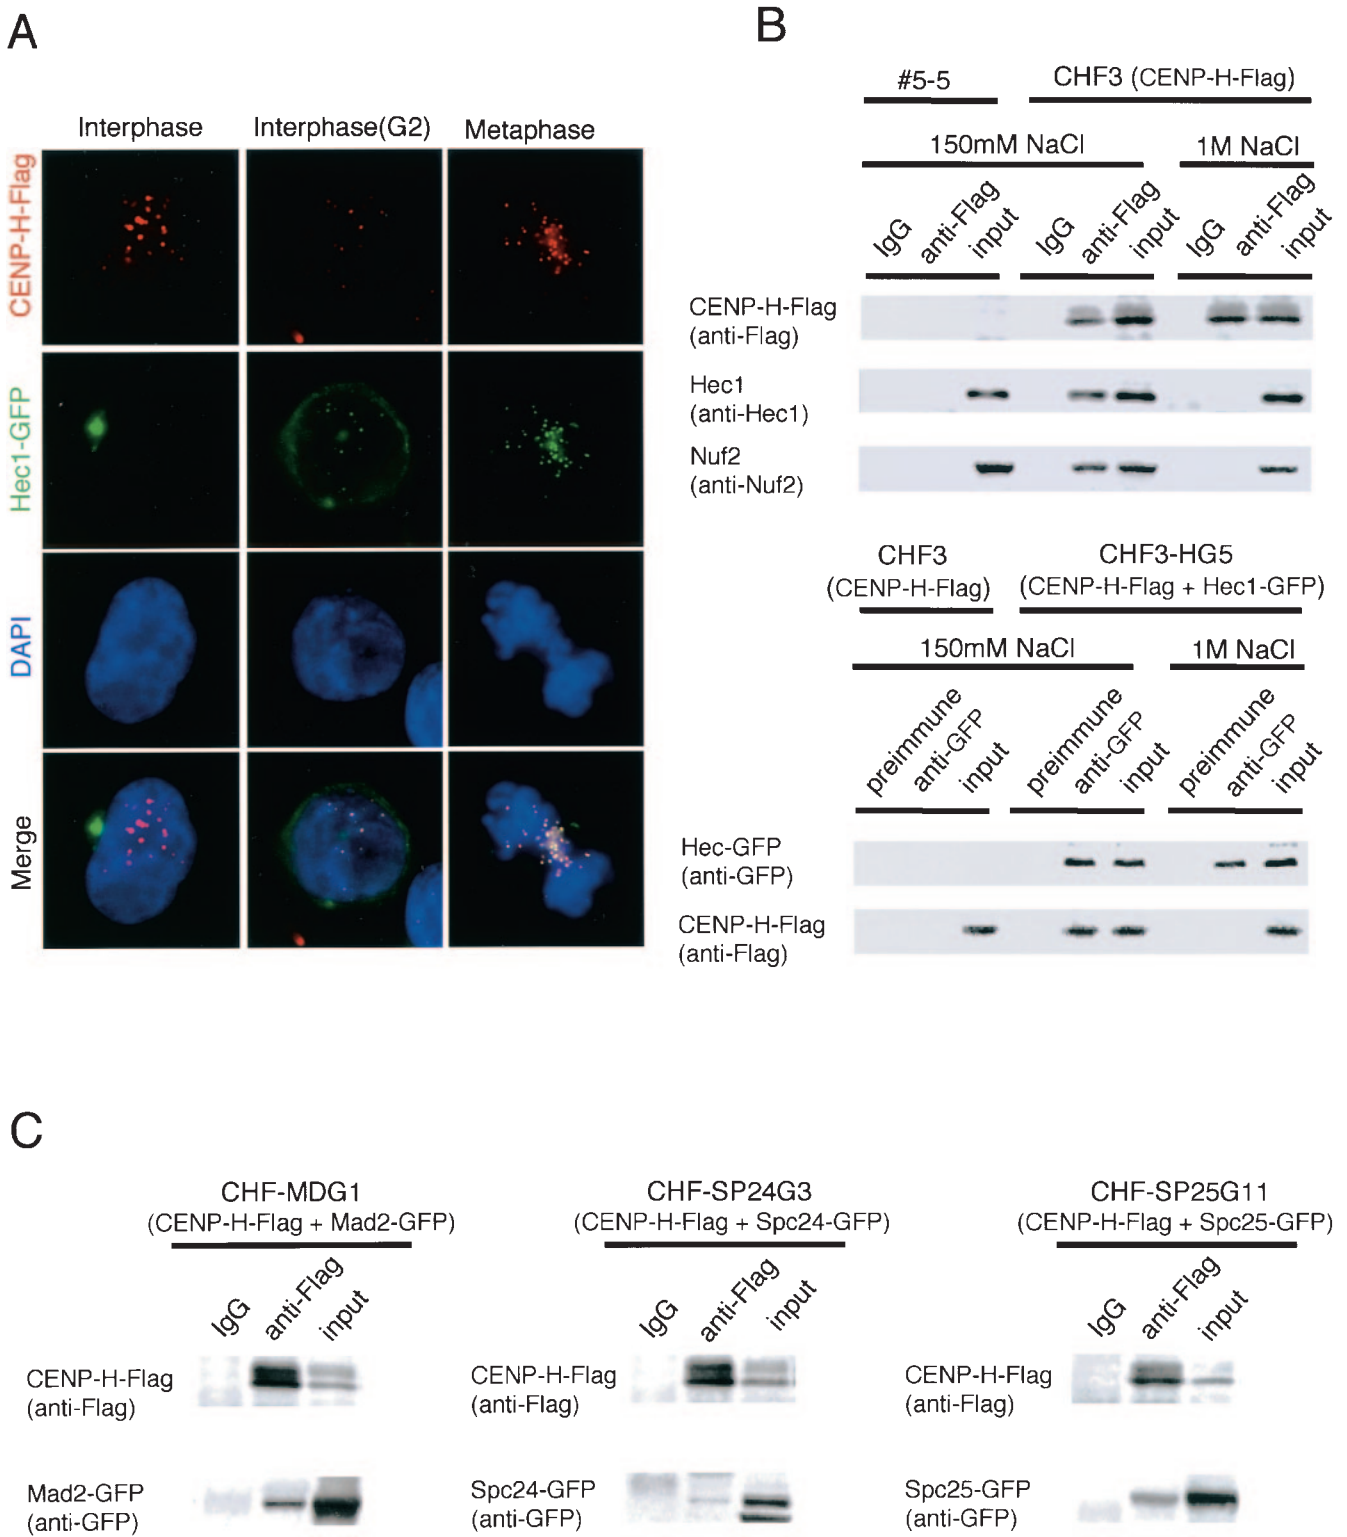 A
Interphase
Interphase(G2)
Metaphase
CENP-H-Flag
Hec1-GFP
DAPI
Merge
B
#5-5
CHF3 (CENP-H-Flag)
150mM NaCl
1M NaCl
IgG
anti-Flag
input
IgG
anti-Flag
input
IgG
anti-Flag
input
CENP-H-Flag
(anti-Flag)
Hec1
(anti-Hec1)
Nuf2
(anti-Nuf2)
CHF3
(CENP-H-Flag)
CHF3-HG5
(CENP-H-Flag + Hec1-GFP)
150mM NaCl
1M NaCl
preimmune
anti-GFP
input
preimmune
anti-GFP
input
preimmune
anti-GFP
input
Hec-GFP
(anti-GFP)
CENP-H-Flag
(anti-Flag)
C
CHF-MDG1
(CENP-H-Flag + Mad2-GFP)
IgG
anti-Flag
input
CENP-H-Flag
(anti-Flag)
Mad2-GFP
(anti-GFP)
CHF-SP24G3
(CENP-H-Flag + Spc24-GFP)
IgG
anti-Flag
input
CENP-H-Flag
(anti-Flag)
Spc24-GFP
(anti-GFP)
CHF-SP25G11
(CENP-H-Flag + Spc25-GFP)
IgG
anti-Flag
input
CENP-H-Flag
(anti-Flag)
Spc25-GFP
(anti-GFP)